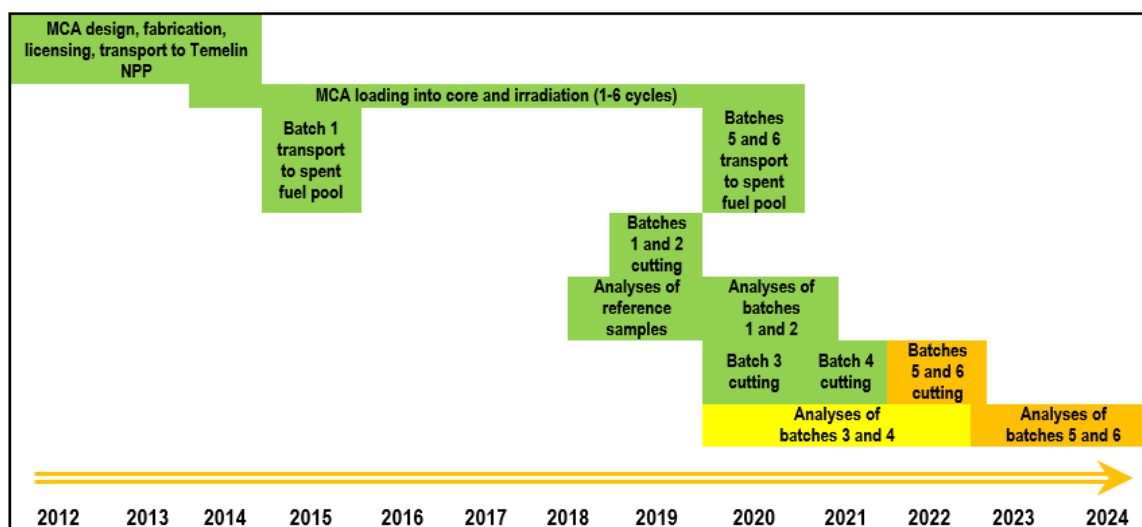 MCA design, fabrication,
licensing, transport to Temelin
NPP
MCA loading into core and irradiation (1-6 cycles)
Batch 1
transport
to spent
fuel pool
Batches
5 and 6
transport
to spent
fuel pool
Batches
1 and 2
cutting
Analyses of
reference
samples
Analyses of
batches
1 and 2
Batch 3
cutting
Batch 4
cutting
Batches
5 and 6
cutting
Analyses of
batches 3 and 4
Analyses of
batches 5 and 6
2012 2013 2014 2015 2016 2017 2018 2019 2020 2021 2022 2023 2024